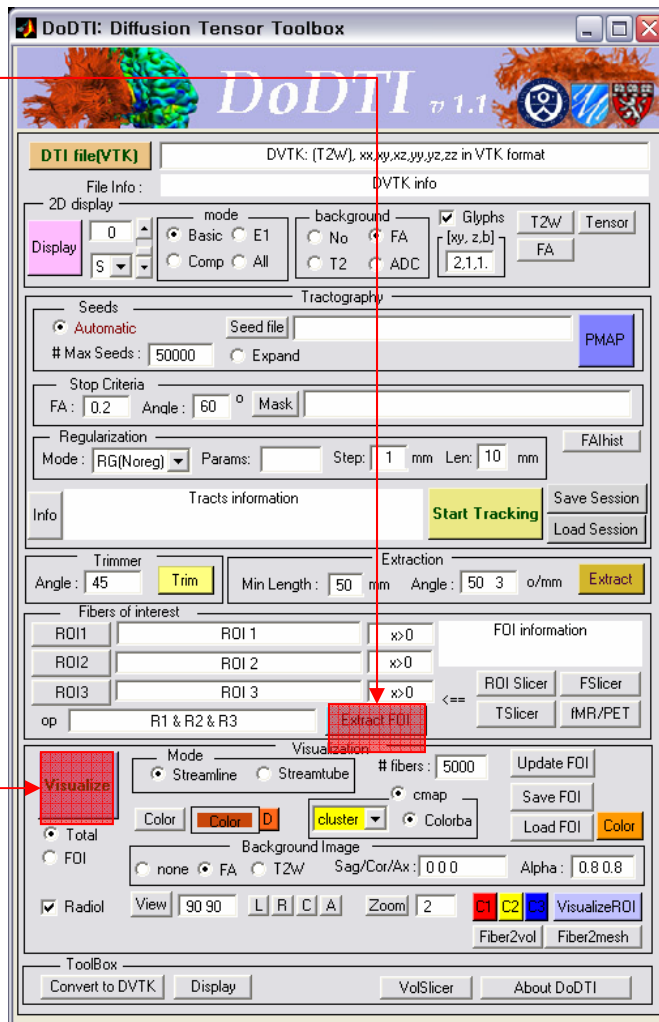 DoDTI: Diffusion Tensor Toolbox
DoDTI v 1.1
DTI file(VTK) DVTK: (T2W), xx,xy,xz,yy,yz,zz in VTK format
File Info : DVTK info
2D display
Display 0 S
mode
Basic E1
Comp All
background
No FA
T2 ADC
Glyphs
[xy, z,b]
2,1,1.
T2W Tensor
FA
Tractography
Seeds
Automatic Seed file
# Max Seeds : 50000 Expand
PMAP
Stop Criteria
FA : 0.2 Angle : 60 o Mask
Regularization
Mode : RG(Noreg) Params: Step: 1 mm Len: 10 mm
FAIhist
Info Tracts information Start Tracking
Save Session
Load Session
Trimmer
Angle : 45 Trim
Extraction
Min Length : 50 mm Angle : 50 3 o/mm Extract
Fibers of interest
ROI1 ROI 1 x>0
ROI2 ROI 2 x>0
ROI3 ROI 3 x>0
op R1 & R2 & R3 Extract FOI
FOI information
<== ROI Slicer FSlicer
TSlicer fMR/PET
Visualization
Visualize
Total
FOI
Mode
Streamline Streamtube
# fibers : 5000
Update FOI
Save FOI
Load FOI Color
Color Color D cluster
cmap
Colorba
Background Image
none FA T2W Sag/Cor/Ax : 0 0 0 Alpha : 0.8 0.8
Radiol View 90 90 L R C A Zoom 2 C1 C2 C3 VisualizeROI
Fiber2vol Fiber2mesh
ToolBox
Convert to DVTK Display VolSlicer About DoDTI